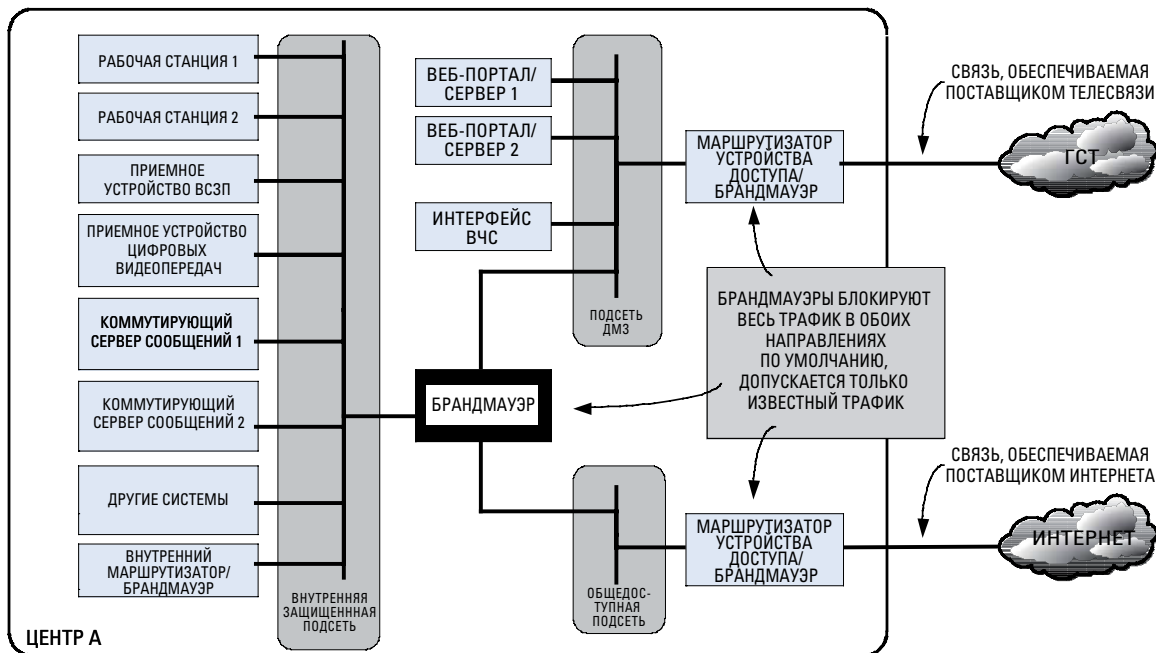 РАБОЧАЯ СТАНЦИЯ 1
РАБОЧАЯ СТАНЦИЯ 2
ПРИЕМНОЕ
УСТРОЙСТВО ВСЗП
ПРИЕМНОЕ УСТРОЙСТВО
ЦИФРОВЫХ
ВИДЕОПЕРЕДАЧ
КОММУТИРУЮЩИЙ
СЕРВЕР СООБЩЕНИЙ 1
КОММУТИРУЮЩИЙ
СЕРВЕР СООБЩЕНИЙ 2
ДРУГИЕ СИСТЕМЫ
ВНУТРЕННИЙ
МАРШРУТИЗАТОР/
БРАНДМАУЭР
ВНУТРЕННЯЯ
ЗАЩИЩЕНННАЯ
ПОДСЕТЬ
ЦЕНТР А
ВЕБ-ПОРТАЛ/
СЕРВЕР 1
ВЕБ-ПОРТАЛ/
СЕРВЕР 2
ИНТЕРФЕЙС
ВЧС
ПОДСЕТЬ
ДМЗ
БРАНДМАУЭР
ОБЩЕДОС-
ТУПНАЯ
ПОДСЕТЬ
МАРШРУТИЗАТОР
УСТРОЙСТВА
ДОСТУПА/
БРАНДМАУЭР
БРАНДМАУЭРЫ БЛОКИРУЮТ
ВЕСЬ ТРАФИК В ОБОИХ
НАПРАВЛЕНИЯХ
ПО УМОЛЧАНИЮ,
ДОПУСКАЕТСЯ ТОЛЬКО
ИЗВЕСТНЫЙ ТРАФИК
МАРШРУТИЗАТОР
УСТРОЙСТВА
ДОСТУПА/
БРАНДМАУЭР
СВЯЗЬ, ОБЕСПЕЧИВАЕМАЯ
ПОСТАВЩИКОМ ТЕЛЕСВЯЗИ
ГСТ
СВЯЗЬ, ОБЕСПЕЧИВАЕМАЯ
ПОСТАВЩИКОМ ИНТЕРНЕТА
ИНТЕРНЕТ